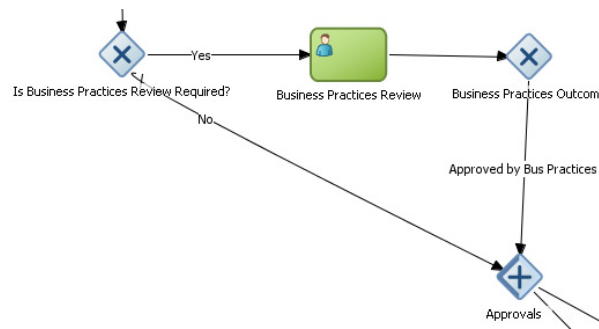 Yes
Is Business Practices Review Required?
Business Practices Review
Business Practices Outcom
No
Approved by Bus Practices
Approvals